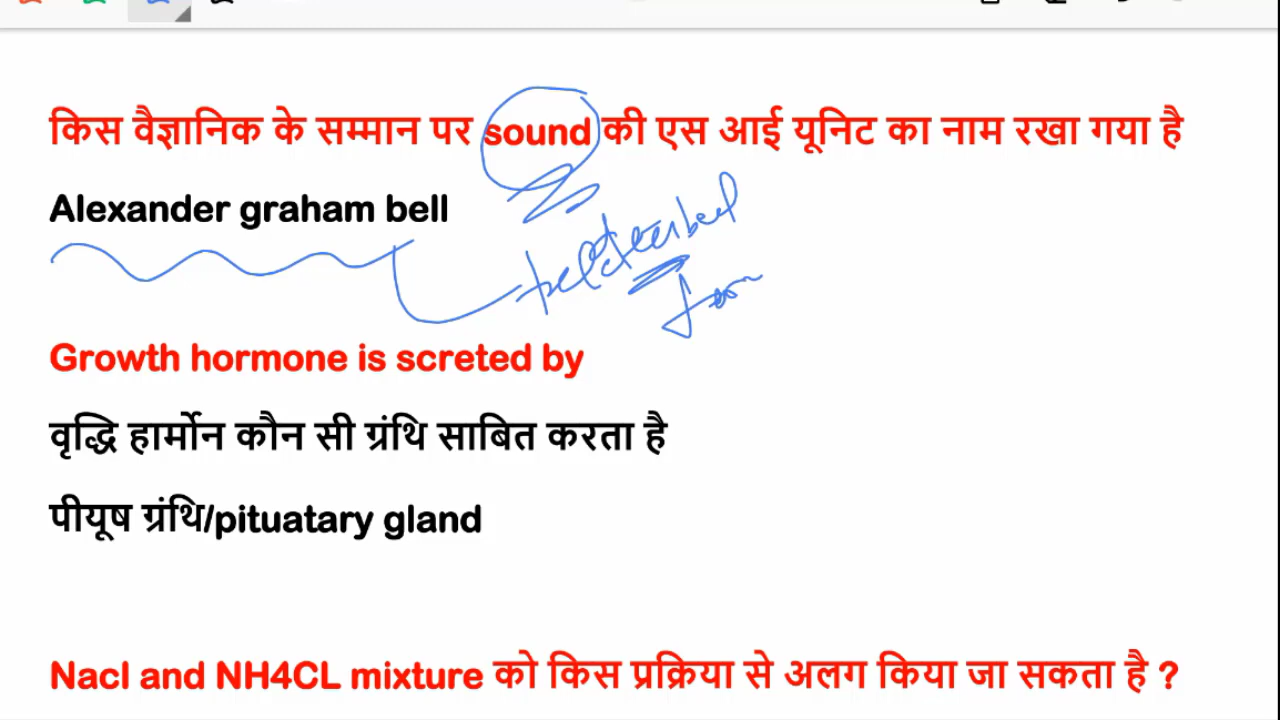 किस वैज्ञानिक के सम्मान पर sound की एस आई यूनिट का नाम रखा गया है
Alexander graham bell
Growth hormone is screted by
वृद्धि हार्मोन कौन सी ग्रंथि साबित करता है
पीयूष ग्रंथि/pituatary gland
Nacl and NH4CL mixture को किस प्रक्रिया से अलग किया जा सकता है ?